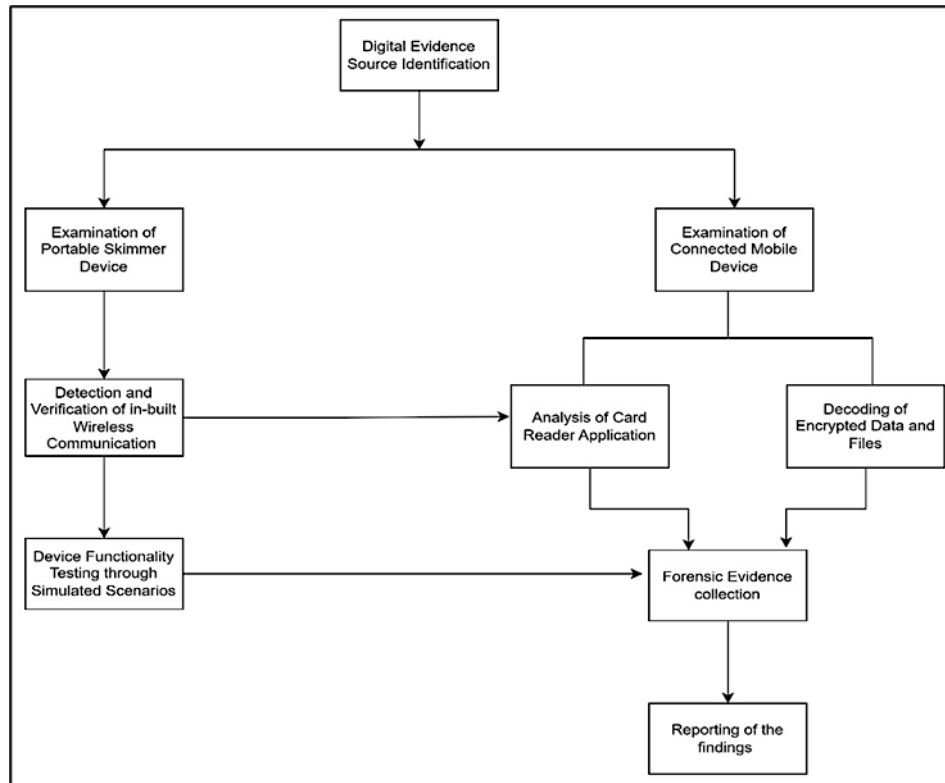 Digital Evidence
Source Identification
Examination of
Portable Skimmer
Device
Examination of
Connected Mobile
Device
Detection and
Verification of in-built
Wireless
Communication
Analysis of Card
Reader Application
Decoding of
Encrypted Data and
Files
Device Functionality
Testing through
Simulated Scenarios
Forensic Evidence
collection
Reporting of the
findings